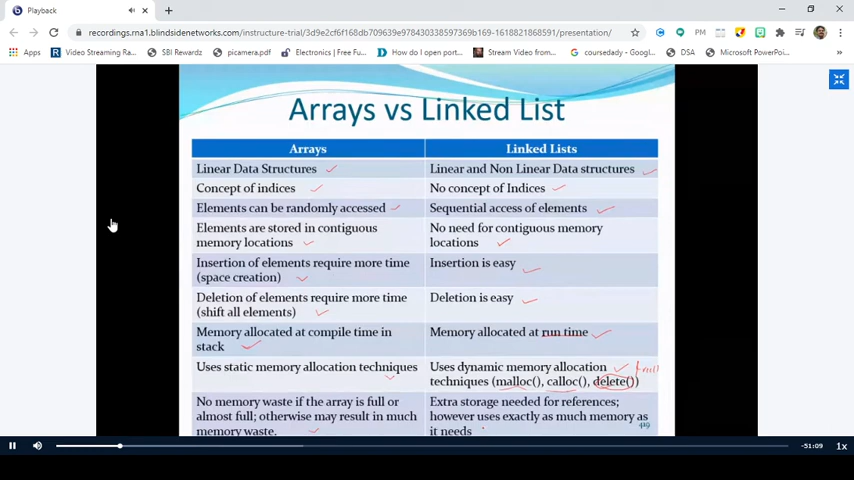 Playback
recordings.rna1.blindsidenetworks.com/instructure-trial/3d9e2cf6f168db709639e978430338597369b169-1618821868591/presentation/
PM
Apps
Video Streaming Ra...
SBI Rewardz
picamera.pdf
Electronics | Free Fu...
How do I open port...
Stream Video from...
coursedady - Googl...
DSA
Microsoft PowerPoi...
Arrays vs Linked List
Arrays Linked Lists
Linear Data Structures Linear and Non Linear Data structures
Concept of indices No concept of Indices
Elements can be randomly accessed Sequential access of elements
Elements are stored in contiguous
memory locations
No need for contiguous memory
locations
Insertion of elements require more time
(space creation)
Insertion is easy
Deletion of elements require more time
(shift all elements)
Deletion is easy
Memory allocated at compile time in
stack
Memory allocated at run time
Uses static memory allocation techniques
Uses dynamic memory allocation
techniques (malloc(), calloc(), delete())
No memory waste if the array is full or
almost full; otherwise may result in much
memory waste.
Extra storage needed for references;
however uses exactly as much memory as
it needs
419
-51:09
1x